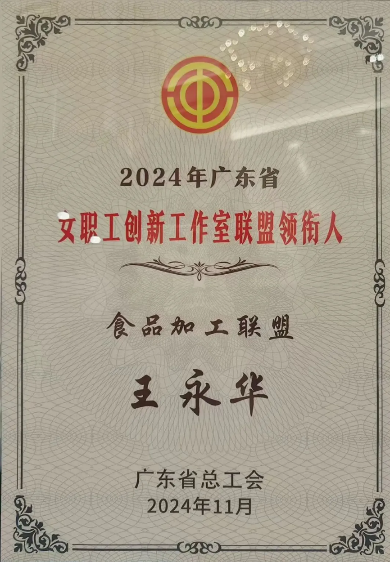 2024年广东省
女职工创新工作室联盟领衔人
食品加工联盟
王永华
广东省总工会
2024年11月